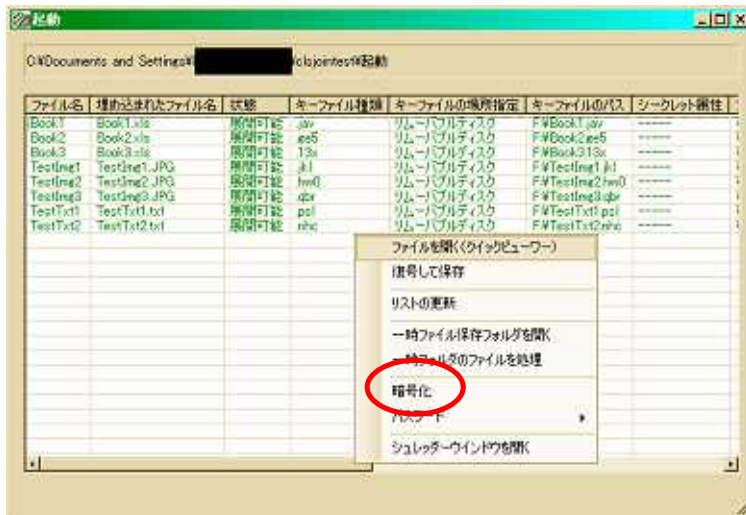 起動
C:¥Documents and Settings¥ /clsjointest¥起動
ファイル名 埋め込まれたファイル名 状態 キーファイル種類 キーファイルの場所指定 キーファイルのパス シークレット属性
Book1 Book1.xls 展開可能 .jav リムーバブルディスク F:¥Book1.jav -----
Book2 Book2.xls 展開可能 .ee5 リムーバブルディスク F:¥Book2.ee5 -----
Book3 Book3.xls 展開可能 .13x リムーバブルディスク F:¥Book3.13x -----
TestImg1 TestImg1.JPG 展開可能 .jkl リムーバブルディスク F:¥TestImg1.jkl -----
TestImg2 TestImg2.JPG 展開可能 .hw0 リムーバブルディスク F:¥TestImg2.hw0 -----
TestImg3 TestImg3.JPG 展開可能 .qbr リムーバブルディスク F:¥TestImg3.qbr -----
TestTxt1 TestTxt1.txt 展開可能 .psl リムーバブルディスク F:¥TestTxt1.psl -----
TestTxt2 TestTxt2.txt 展開可能 .nhc リムーバブルディスク F:¥TestTxt2.nhc -----
ファイルを開く(クイックビューワー)
復号して保存
リストの更新
一時ファイル保存フォルダを開く
一時フォルダのファイルを処理
暗号化
パスワード
シュレッダーウインドウを開く